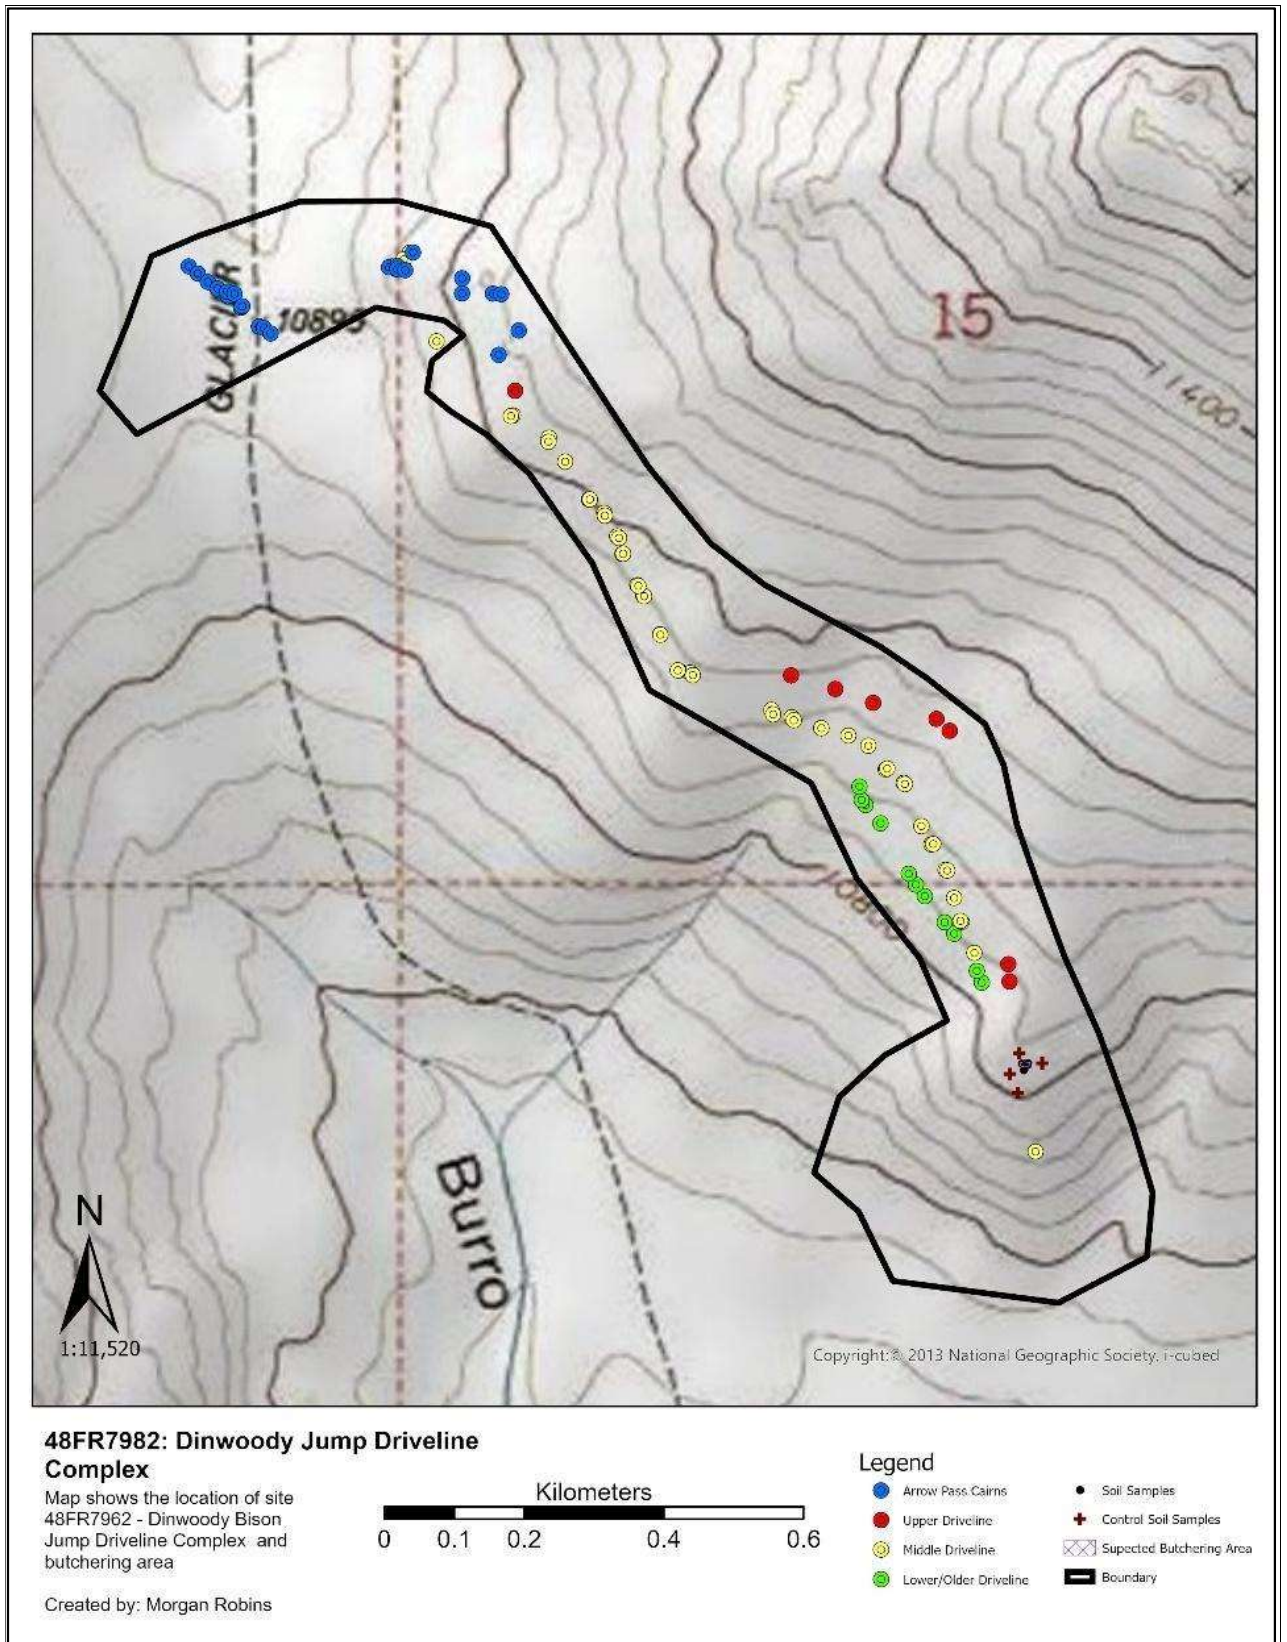 15
GLACIER
10895
11400
10800
Burro
N
1:11,520
Copyright:© 2013 National Geographic Society, i-cubed
48FR7982: Dinwoody Jump Driveline
Complex
Map shows the location of site
48FR7962 - Dinwoody Bison
Jump Driveline Complex and
butchering area
Created by: Morgan Robins
Kilometers
0 0.1 0.2 0.4 0.6
Legend
Arrow Pass Cairns
Upper Driveline
Middle Driveline
Lower/Older Driveline
Soil Samples
Control Soil Samples
Supected Butchering Area
Boundary